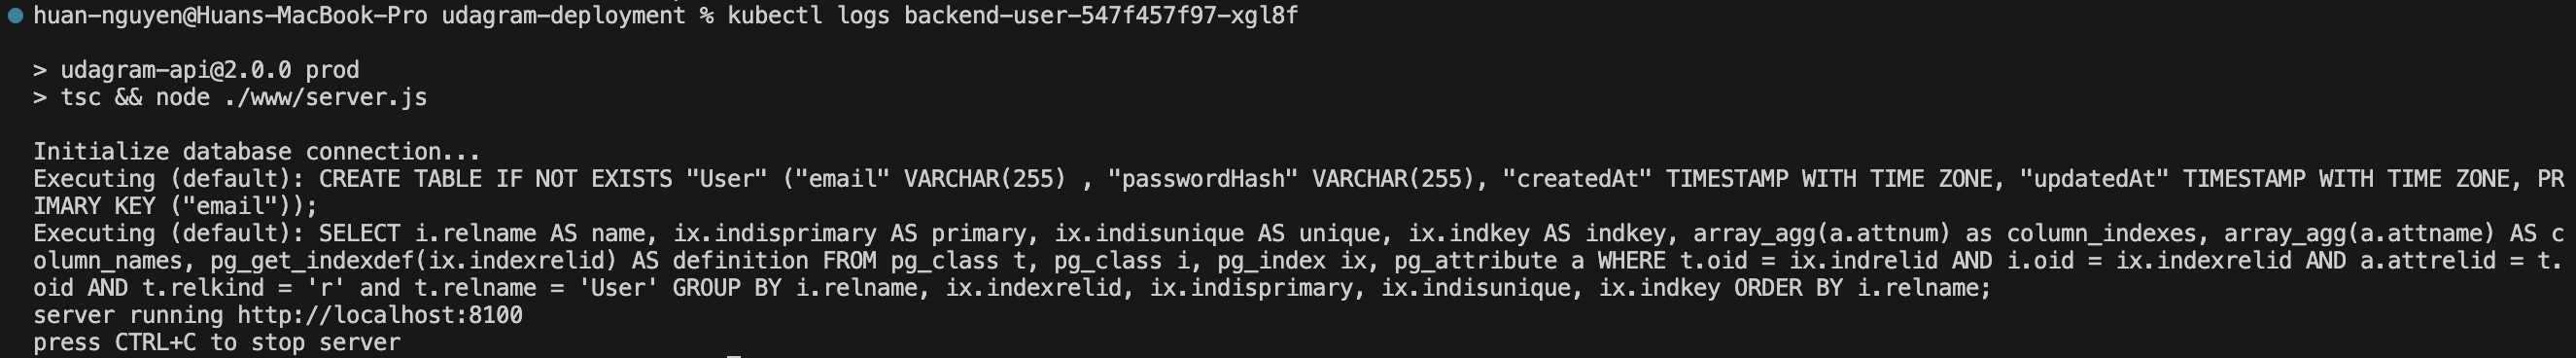 huan-nguyen@Huans-MacBook-Pro udagram-deployment % kubectl logs backend-user-547f457f97-xgl8f
> udagram-api@2.0.0 prod
> tsc && node ./www/server.js
Initialize database connection...
Executing (default): CREATE TABLE IF NOT EXISTS "User" ("email" VARCHAR(255) , "passwordHash" VARCHAR(255), "createdAt" TIMESTAMP WITH TIME ZONE, "updatedAt" TIMESTAMP WITH TIME ZONE, PR
IMARY KEY ("email"));
Executing (default): SELECT i.relname AS name, ix.indisprimary AS primary, ix.indisunique AS unique, ix.indkey AS indkey, array_agg(a.attnum) as column_indexes, array_agg(a.attname) AS c
olumn_names, pg_get_indexdef(ix.indexrelid) AS definition FROM pg_class t, pg_class i, pg_index ix, pg_attribute a WHERE t.oid = ix.indrelid AND i.oid = ix.indexrelid AND a.attrelid = t.
oid AND t.relkind = 'r' and t.relname = 'User' GROUP BY i.relname, ix.indexrelid, ix.indisprimary, ix.indisunique, ix.indkey ORDER BY i.relname;
server running http://localhost:8100
press CTRL+C to stop server